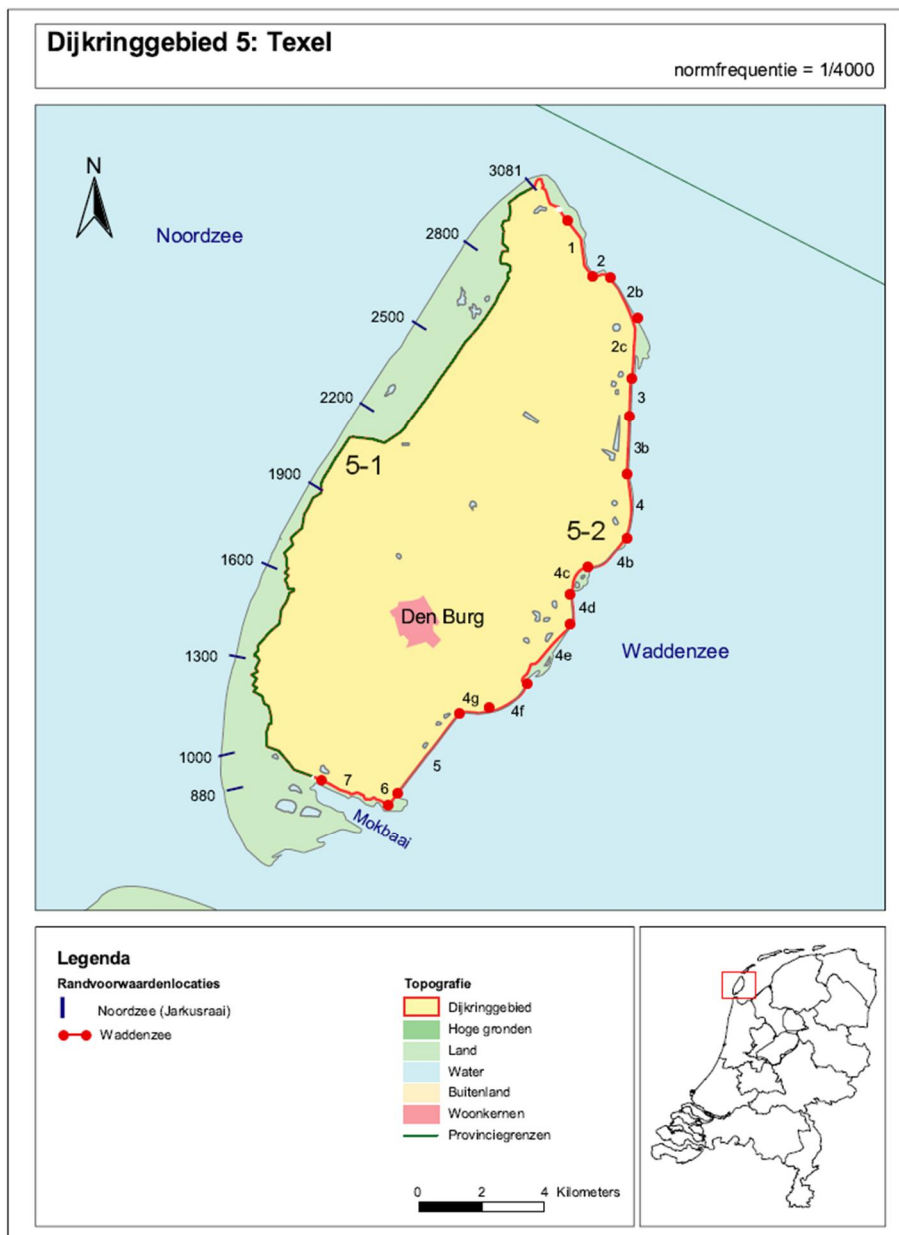 Dijkringgebied 5: Texel
normfrequentie = 1/4000
N
Noordzee
3081
2800
2500
2200
1900
1600
1300
1000
880
1
2
2b
2c
3
3b
4
4b
4c
4d
4e
4f
4g
5
6
7
5-1
5-2
Den Burg
Waddenzee
Mokbaai
Legenda
Randvoorwaardenlocaties
Noordzee (Jarkusraai)
Waddenzee
Topografie
Dijkringgebied
Hoge gronden
Land
Water
Buitenland
Woonkernen
Provinciegrenzen
0 2 4 Kilometers